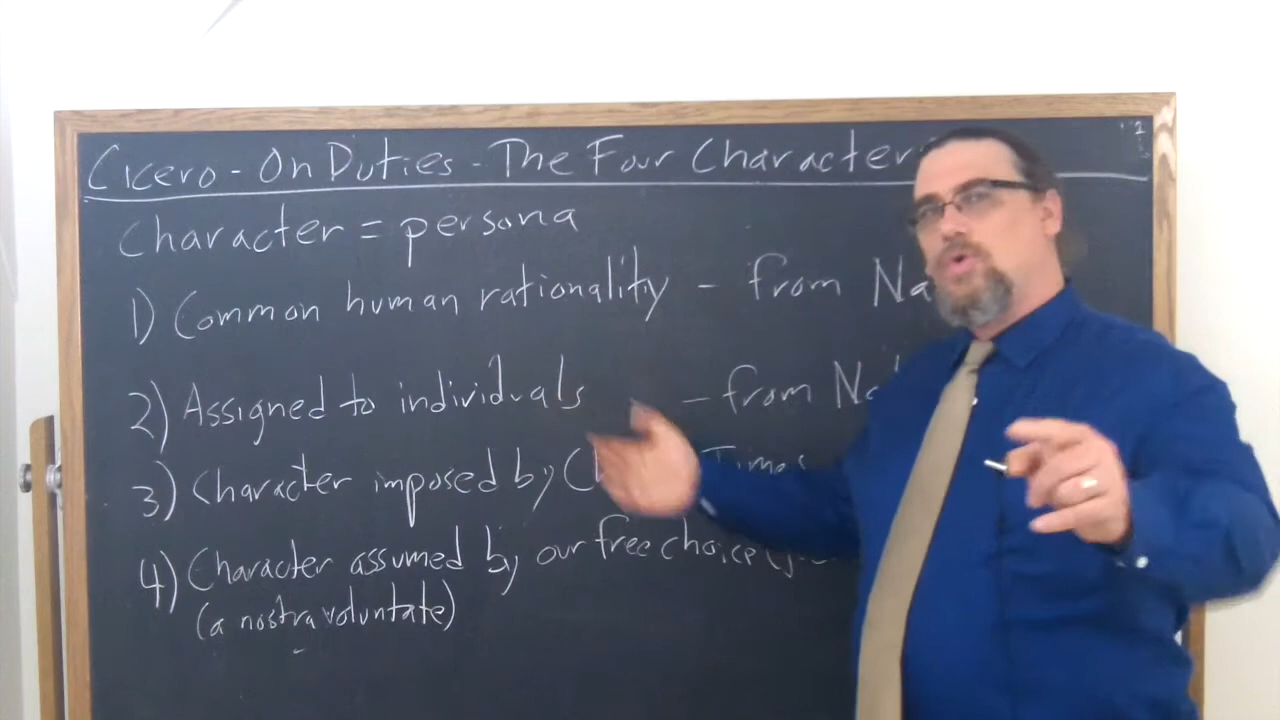 Cicero - On Duties - The Four Character
Character = persona
1) Common human rationality - from Na
2) Assigned to individuals - from Na
3) Character imposed by Times
4) Character assumed by our free choice
(a nostra voluntate)